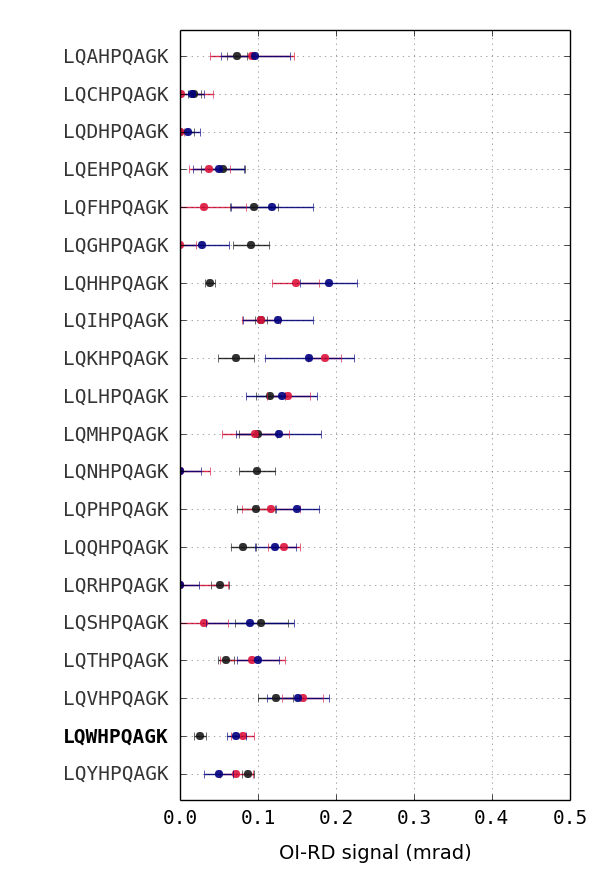 LQAHPQAGK
LQCHPQAGK
LQDHPQAGK
LQEHPQAGK
LQFHPQAGK
LQGHPQAGK
LQHHPQAGK
LQIHPQAGK
LQKHPQAGK
LQLHPQAGK
LQMHPQAGK
LQNHPQAGK
LQPHPQAGK
LQQHPQAGK
LQRHPQAGK
LQSHPQAGK
LQTHPQAGK
LQVHPQAGK
LQWHPQAGK
LQYHPQAGK
0.0 0.1 0.2 0.3 0.4 0.5
OI-RD signal (mrad)